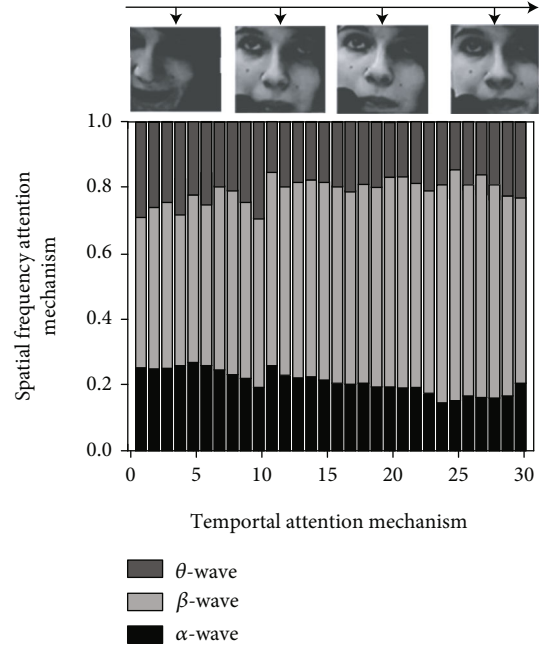 1.0
0.8
0.6
0.4
0.2
0.0
Spatial frequency attention
mechanism
0 5 10 15 20 25 30
Temportal attention mechanism
θ-wave
β-wave
α-wave